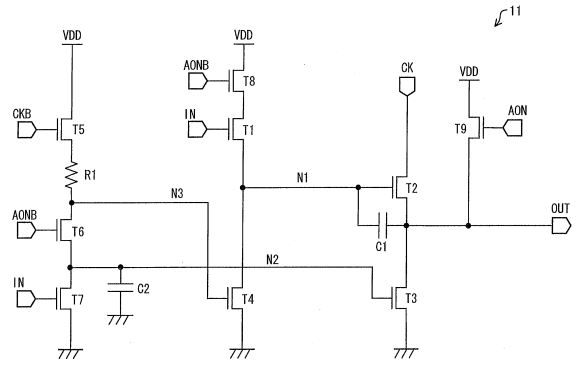 11
VDD
VDD
AONB
T8
CK
VDD
CKB
T5
IN
T1
T9
AON
R1
N3
N1
T2
AONB
T6
C1
OUT
N2
IN
T7
C2
T4
T3